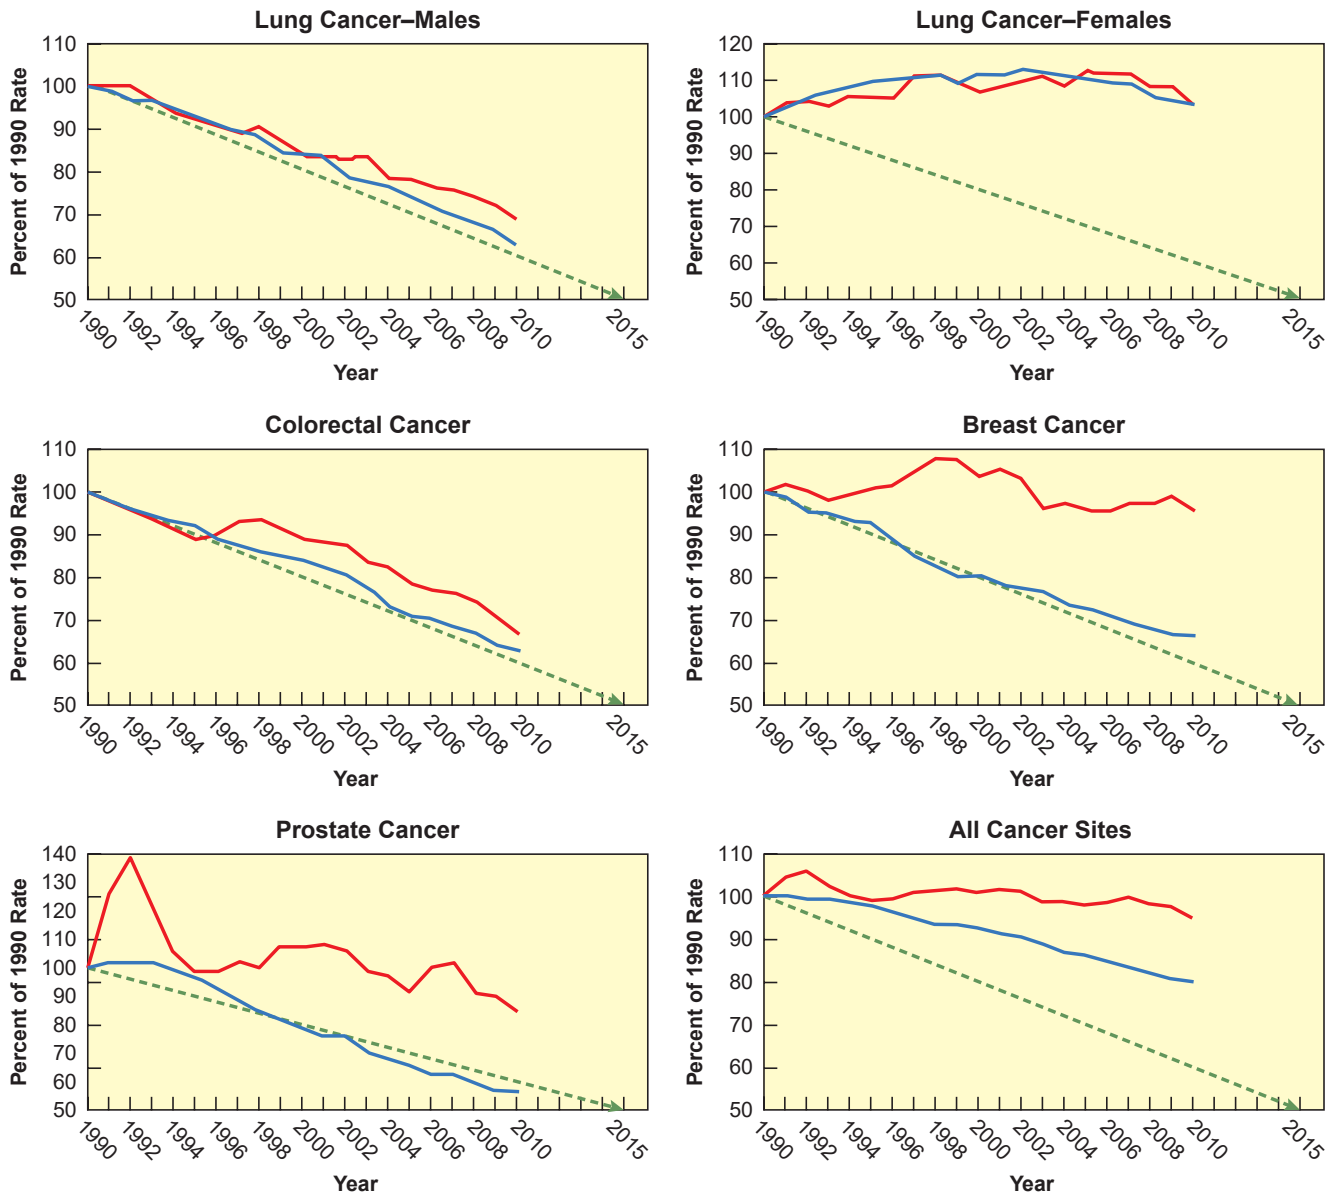 Lung Cancer–Males
Percent of 1990 Rate
110
100
90
80
70
60
50
1990 1992 1994 1996 1998 2000 2002 2004 2006 2008 2010 2015
Year
Lung Cancer–Females
Percent of 1990 Rate
120
110
100
90
80
70
60
50
1990 1992 1994 1996 1998 2000 2002 2004 2006 2008 2010 2015
Year
Colorectal Cancer
Percent of 1990 Rate
110
100
90
80
70
60
50
1990 1992 1994 1996 1998 2000 2002 2004 2006 2008 2010 2015
Year
Breast Cancer
Percent of 1990 Rate
110
100
90
80
70
60
50
1990 1992 1994 1996 1998 2000 2002 2004 2006 2008 2010 2015
Year
Prostate Cancer
Percent of 1990 Rate
140
130
120
110
100
90
80
70
60
50
1990 1992 1994 1996 1998 2000 2002 2004 2006 2008 2010 2015
Year
All Cancer Sites
Percent of 1990 Rate
110
100
90
80
70
60
50
1990 1992 1994 1996 1998 2000 2002 2004 2006 2008 2010 2015
Year